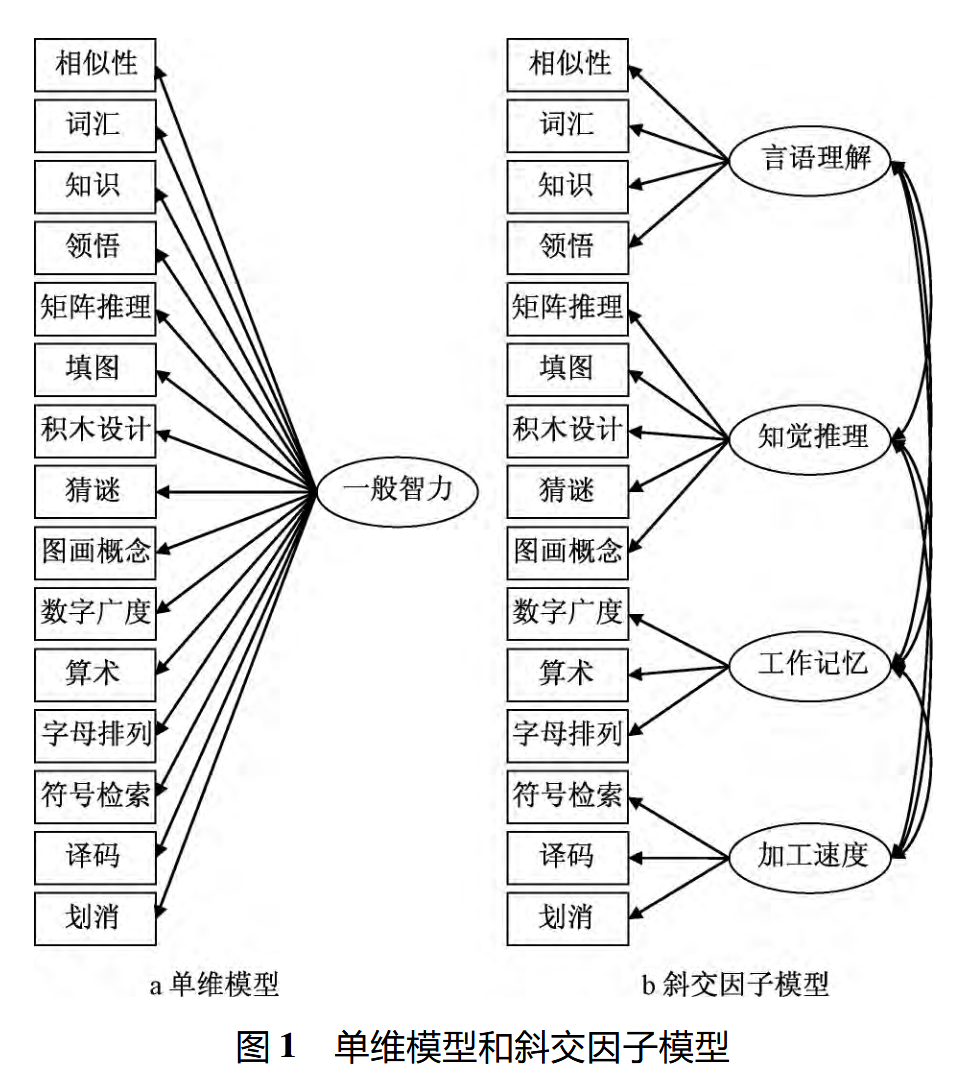 相似性
词汇
知识
领悟
矩阵推理
填图
积木设计
猜谜
图画概念
数字广度
算术
字母排列
符号检索
译码
划消
一般智力
a 单维模型
相似性
词汇
知识
领悟
矩阵推理
填图
积木设计
猜谜
图画概念
数字广度
算术
字母排列
符号检索
译码
划消
言语理解
知觉推理
工作记忆
加工速度
b 斜交因子模型
图 1 单维模型和斜交因子模型